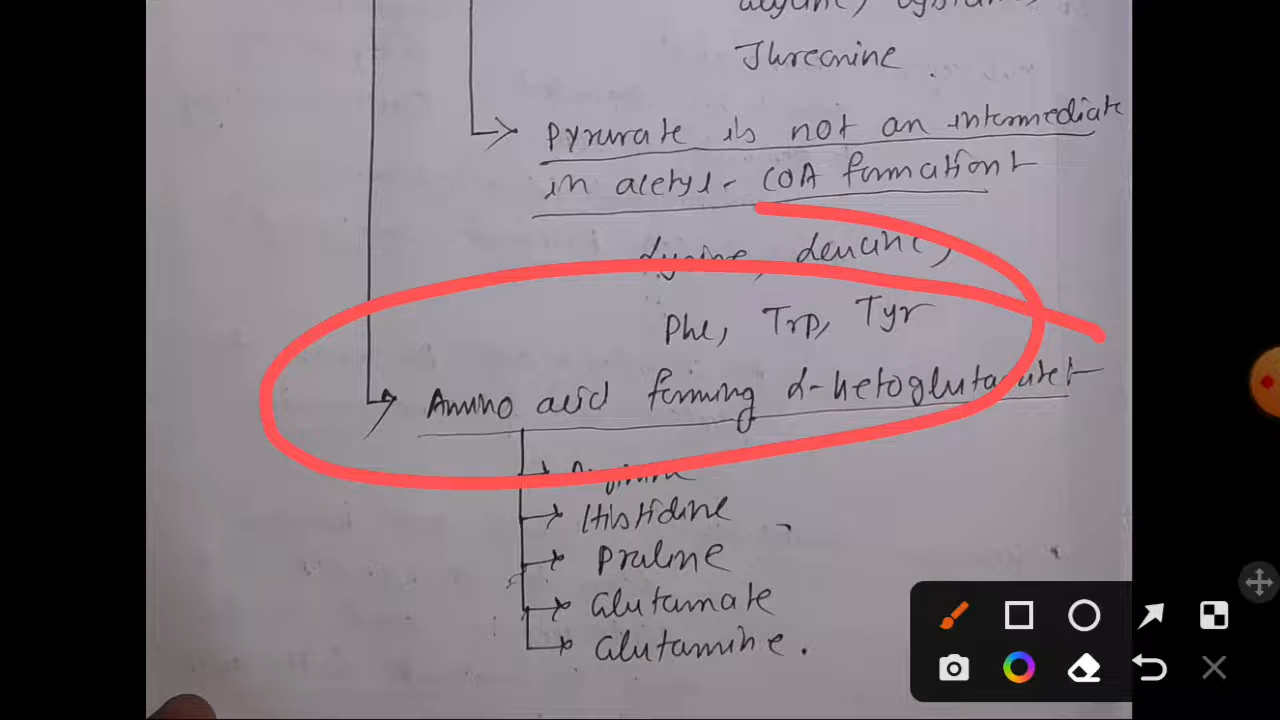 Threonine.
Pyruvate is not an intermediate
in acetyl-COA formation:-
Lysine, Leucine,
Phe, Trp, Tyr
Amino acid forming α-ketoglutarate:-
Arginine
Histidine
Proline
Glutamate
Glutamine.